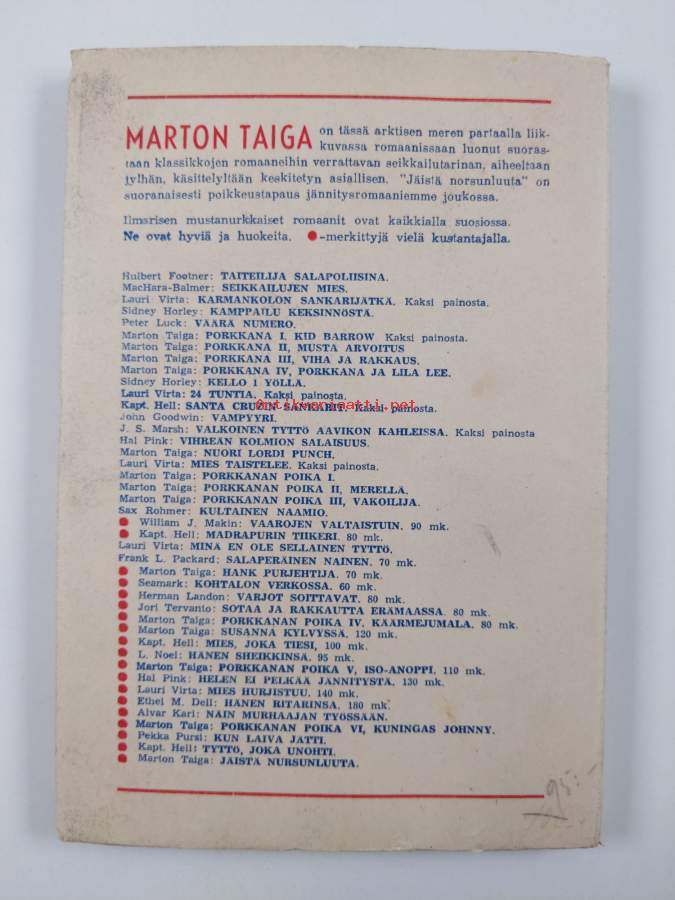 MARTON TAIGA on tässä arktisen meren partaalla liik-
kuvassa romaanissaan luonut suoras-
taan klassikkojen romaaneihin verrattavan seikkailutarinan, aiheeltaan
jylhän, käsittelyltään keskitetyn asiallisen. "Jäistä norsunluuta" on
suoranaisesti poikkeustapaus jännitysromaaniemme joukossa.
Ilmarisen mustanurkkaiset romaanit ovat kaikkialla suosiossa.
Ne ovat hyviä ja huokeita. ●-merkittyjä vielä kustantajalla.
Hulbert Footner: TAITEILIJA SALAPOLIISINA.
MacHara-Balmer: SEIKKAILUJEN MIES.
Lauri Virta: KARMANKOLON SANKARIJÄTKÄ. Kaksi painosta.
Sidney Horley: KAMPPAILU KEKSINNÖSTÄ.
Peter Luck: VÄÄRÄ NUMERO.
Marton Taiga: PORKKANA I. KID BARROW Kaksi painosta.
Marton Taiga: PORKKANA II, MUSTA ARVOITUS
Marton Taiga: PORKKANA III, VIHA JA RAKKAUS.
Marton Taiga: PORKKANA IV, PORKKANA JA LILA LEE.
Sidney Horley: KELLO 1 YÖLLÄ.
Lauri Virta: 24 TUNTIA. Kaksi painosta.
Kapt. Hell: SANTA CRUZIN SANKARIT. Kaksi painosta.
antikvariaatti.net
John Goodwin: VAMPYYRI.
J. S. Marsh: VALKOINEN TYTTÖ AAVIKON KAHLEISSA. Kaksi painosta
Hal Pink: VIHREÄN KOLMION SALAISUUS.
Marton Taiga: NUORI LORDI PUNCH.
Lauri Virta: MIES TAISTELEE. Kaksi painosta.
Marton Taiga: PORKKANAN POIKA I.
Marton Taiga: PORKKANAN POIKA II, MERELLÄ.
Marton Taiga: PORKKANAN POIKA III, VAKOILIJA.
Sax Rohmer: KULTAINEN NAAMIO.
● William J. Makin: VAAROJEN VALTAISTUIN. 90 mk.
● Kapt. Hell: MADRAPURIN TIIKERI. 80 mk.
Lauri Virta: MINÄ EN OLE SELLAINEN TYTTÖ.
Frank L. Packard: SALAPERÄINEN NAINEN. 70 mk.
● Marton Taiga: HANK PURJEHTIJA. 70 mk.
● Seamark: KOHTALON VERKOSSA. 60 mk.
● Herman Landon: VARJOT SOITTAVAT. 80 mk.
● Jori Tervanto: SOTAA JA RAKKAUTTA ERÄMAASSA. 80 mk.
● Marton Taiga: PORKKANAN POIKA IV, KÄÄRMEJUMALA. 80 mk.
● Marton Taiga: SUSANNA KYLVYSSÄ. 120 mk.
● Kapt. Hell: MIES, JOKA TIESI, 100 mk.
● L. Noel: HÄNEN SHEIKKINSÄ. 95 mk.
● Marton Taiga: PORKKANAN POIKA V, ISO-ANOPPI. 110 mk.
● Hal Pink: HELEN EI PELKÄÄ JÄNNITYSTÄ. 130 mk.
● Lauri Virta: MIES HURJISTUU. 140 mk.
● Ethel M. Dell: HÄNEN RITARINSA. 180 mk.
● Alvar Kari: NÄIN MURHAAJAN TYÖSSÄÄN.
● Marton Taiga: PORKKANAN POIKA VI, KUNINGAS JOHNNY.
● Pekka Pursi: KUN LAIVA JÄTTI.
● Kapt. Hell: TYTTÖ, JOKA UNOHTI.
● Marton Taiga: JÄISTÄ NURSUNLUUTA.
95:-